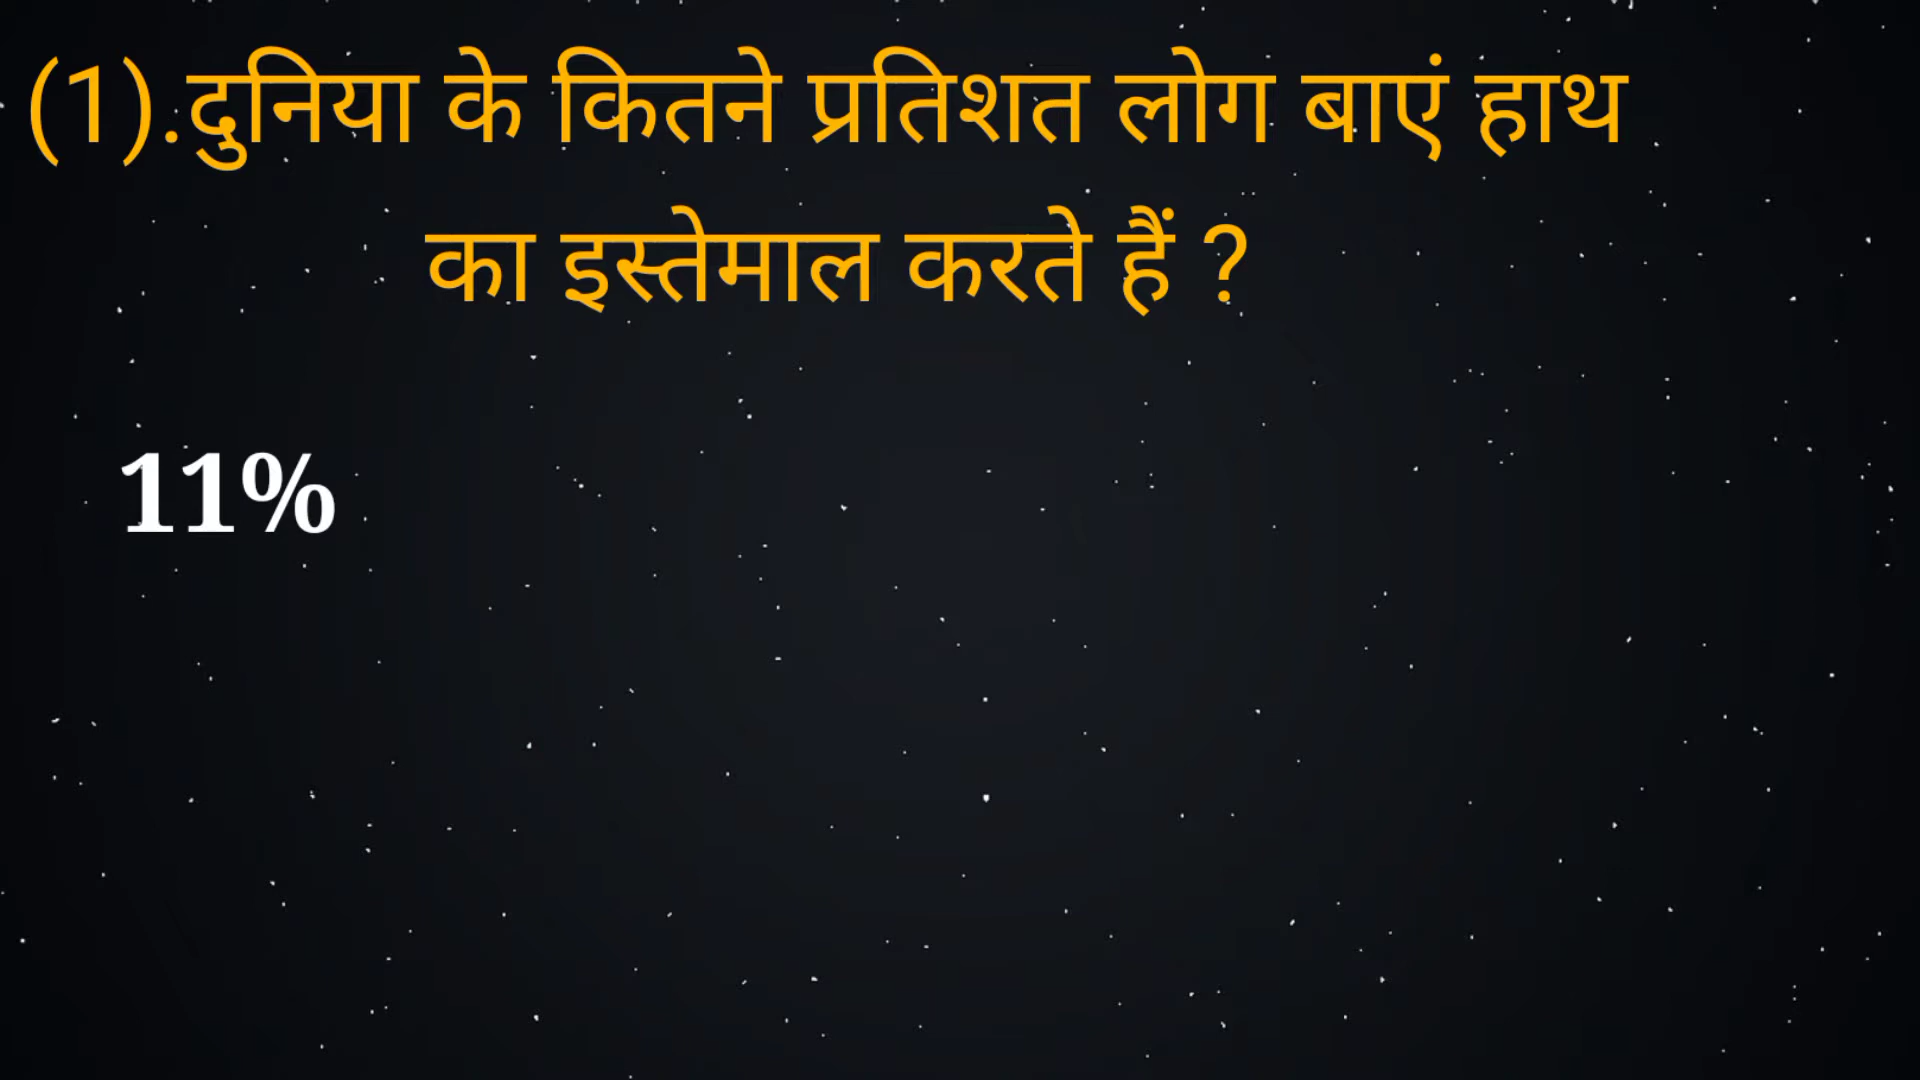 (1).दुनिया के कितने प्रतिशत लोग बाएं हाथ
का इस्तेमाल करते हैं ?
11%